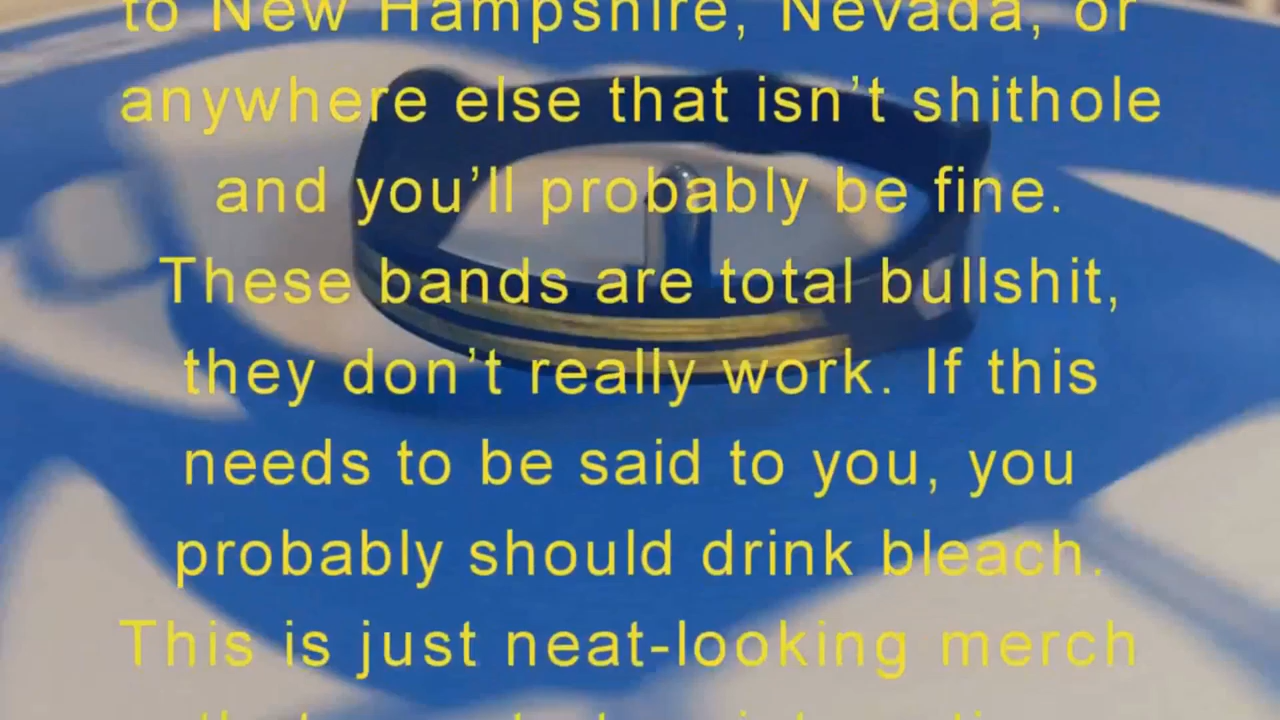 to New Hampshire, Nevada, or
anywhere else that isn’t shithole
and you’ll probably be fine.
These bands are total bullshit,
they don’t really work. If this
needs to be said to you, you
probably should drink bleach.
This is just neat-looking merch